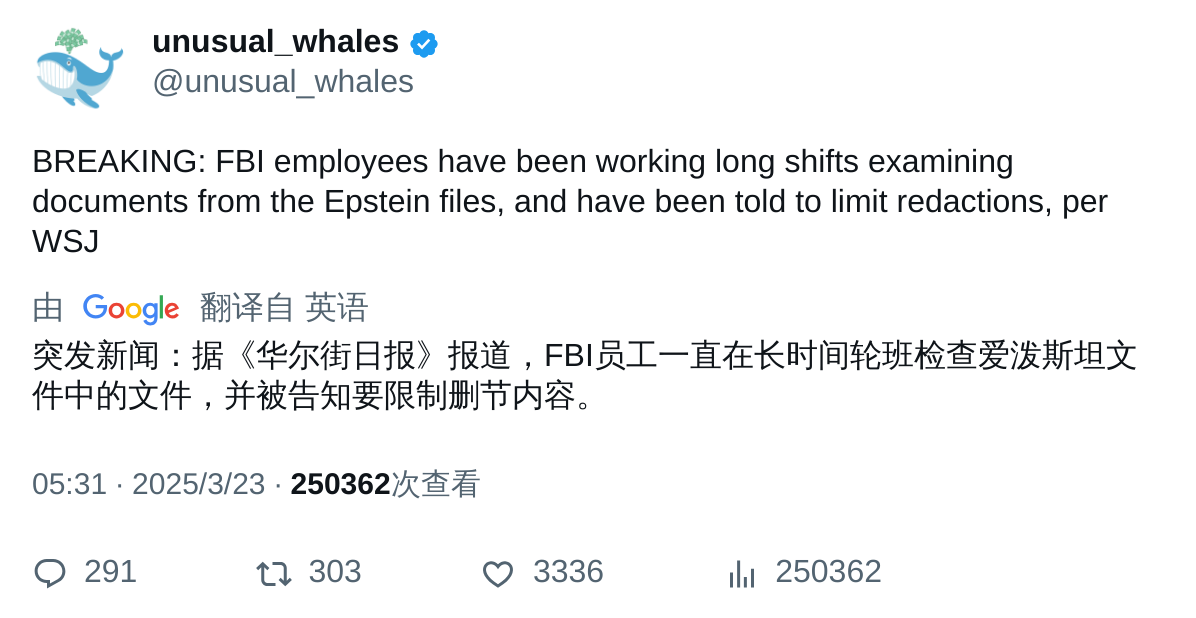 unusual_whales
@unusual_whales
BREAKING: FBI employees have been working long shifts examining
documents from the Epstein files, and have been told to limit redactions, per
WSJ
由 Google 翻译自 英语
突发新闻：据《华尔街日报》报道，FBI员工一直在长时间轮班检查爱泼斯坦文
件中的文件，并被告知要限制删节内容。
05:31 · 2025/3/23 · 250362次查看
291 303 3336 250362